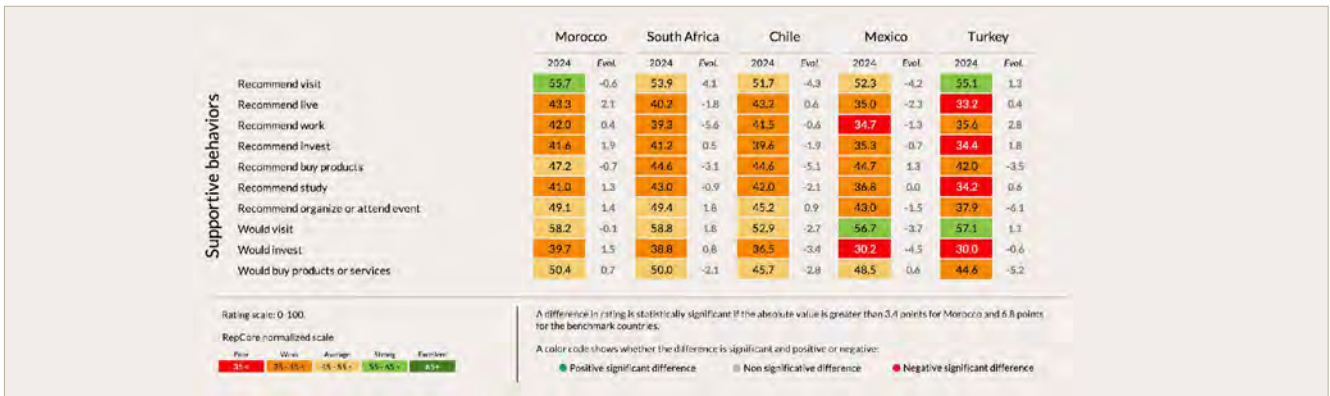 Morocco South Africa Chile Mexico Turkey
2024 Evol. 2024 Evol. 2024 Evol. 2024 Evol. 2024 Evol.
Supportive behaviors
Recommend visit 55.7 -0.6 53.9 4.1 51.7 -4.3 52.3 -4.2 55.1 1.3
Recommend live 43.3 2.1 40.2 -1.8 43.2 0.6 35.0 -2.3 33.2 0.4
Recommend work 42.0 0.4 39.3 -5.6 41.5 -0.6 34.7 -1.3 35.6 2.8
Recommend invest 41.6 1.9 41.2 0.5 39.6 -1.9 35.3 -0.7 34.4 1.8
Recommend buy products 47.2 -0.7 44.6 -3.1 44.6 -5.1 44.7 1.3 42.0 -3.5
Recommend study 41.0 1.3 43.0 -0.9 42.0 -2.1 36.8 0.0 34.2 0.6
Recommend organize or attend event 49.1 1.4 49.4 1.8 45.2 0.9 43.0 -1.5 37.9 -6.1
Would visit 58.2 -0.1 58.8 1.8 52.9 -2.7 56.7 -3.7 57.1 1.1
Would invest 39.7 1.5 38.8 0.8 36.5 -3.4 30.2 -4.5 30.0 -0.6
Would buy products or services 50.4 0.7 50.0 -2.1 45.7 -2.8 48.5 0.6 44.6 -5.2
Rating scale: 0-100.
RepCore normalized scale
Poor Weak Average Strong Excellent
65+
A difference in rating is statistically significant if the absolute value is greater than 3.4 points for Morocco and 6.8 points
for the benchmark countries.
A color code shows whether the difference is significant and positive or negative:
Positive significant difference Non significative difference Negative significant difference